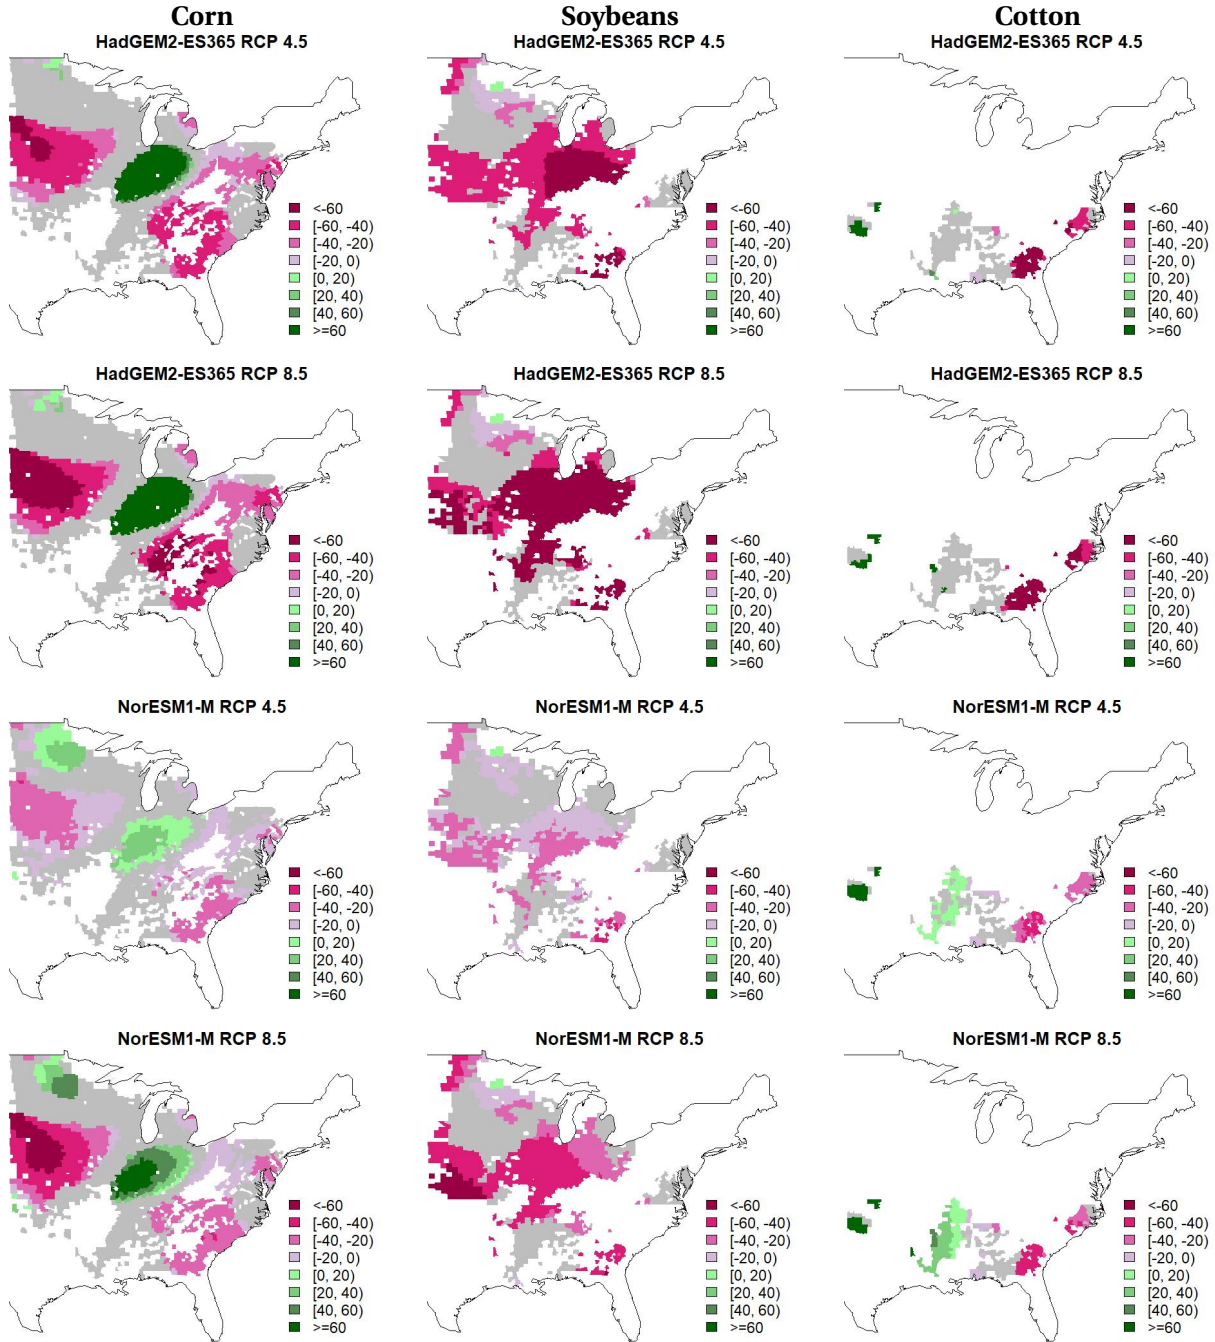 Corn Soybeans Cotton
HadGEM2-ES365 RCP 4.5 HadGEM2-ES365 RCP 4.5 HadGEM2-ES365 RCP 4.5
<-60 <-60 <-60
[-60, -40) [-60, -40) [-60, -40)
[-40, -20) [-40, -20) [-40, -20)
[-20, 0) [-20, 0) [-20, 0)
[0, 20) [0, 20) [0, 20)
[20, 40) [20, 40) [20, 40)
[40, 60) [40, 60) [40, 60)
>=60 >=60 >=60
HadGEM2-ES365 RCP 8.5 HadGEM2-ES365 RCP 8.5 HadGEM2-ES365 RCP 8.5
<-60 <-60 <-60
[-60, -40) [-60, -40) [-60, -40)
[-40, -20) [-40, -20) [-40, -20)
[-20, 0) [-20, 0) [-20, 0)
[0, 20) [0, 20) [0, 20)
[20, 40) [20, 40) [20, 40)
[40, 60) [40, 60) [40, 60)
>=60 >=60 >=60
NorESM1-M RCP 4.5 NorESM1-M RCP 4.5 NorESM1-M RCP 4.5
<-60 <-60 <-60
[-60, -40) [-60, -40) [-60, -40)
[-40, -20) [-40, -20) [-40, -20)
[-20, 0) [-20, 0) [-20, 0)
[0, 20) [0, 20) [0, 20)
[20, 40) [20, 40) [20, 40)
[40, 60) [40, 60) [40, 60)
>=60 >=60 >=60
NorESM1-M RCP 8.5 NorESM1-M RCP 8.5 NorESM1-M RCP 8.5
<-60 <-60 <-60
[-60, -40) [-60, -40) [-60, -40)
[-40, -20) [-40, -20) [-40, -20)
[-20, 0) [-20, 0) [-20, 0)
[0, 20) [0, 20) [0, 20)
[20, 40) [20, 40) [20, 40)
[40, 60) [40, 60) [40, 60)
>=60 >=60 >=60